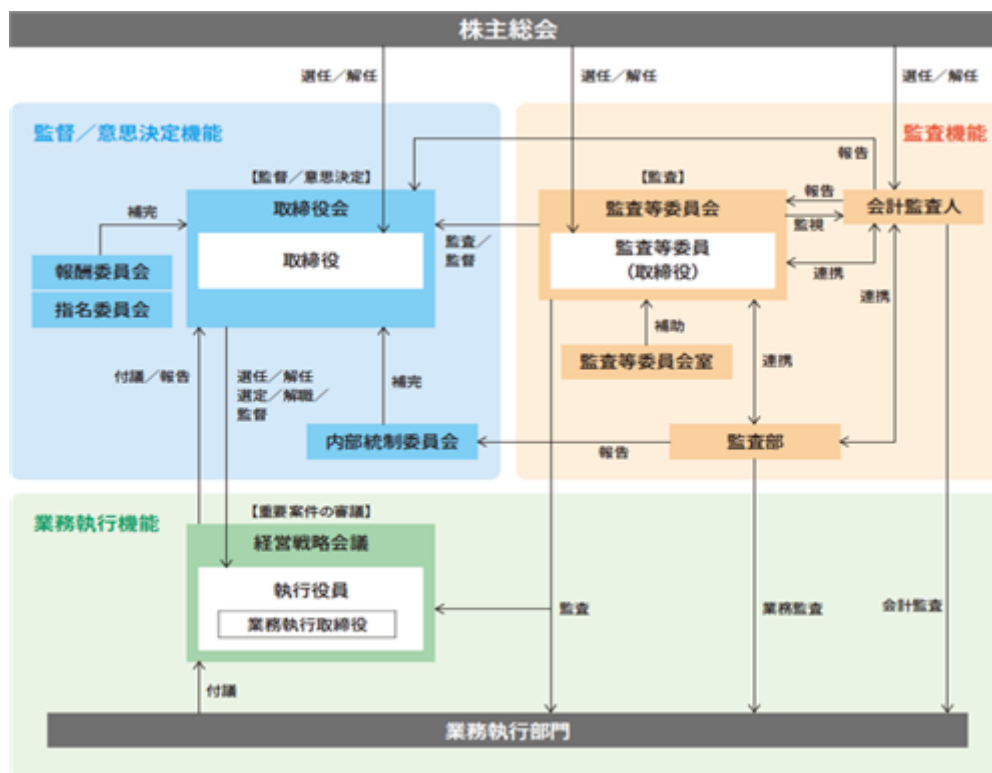 株主総会
選任／解任
選任／解任
選任／解任
監督／意思決定機能
監査機能
報告
【監督／意思決定】
【監査】
取締役会
監査等委員会
報告
会計監査人
補完
監視
取締役
監査／
監督
監査等委員
（取締役）
報酬委員会
連携
指名委員会
連携
補助
付議／報告
選任／解任
選定／解職／
監督
補完
監査等委員会室
連携
内部統制委員会
報告
監査部
業務執行機能
【重要案件の審議】
経営戦略会議
執行役員
業務執行取締役
監査
業務監査
会計監査
付議
業務執行部門